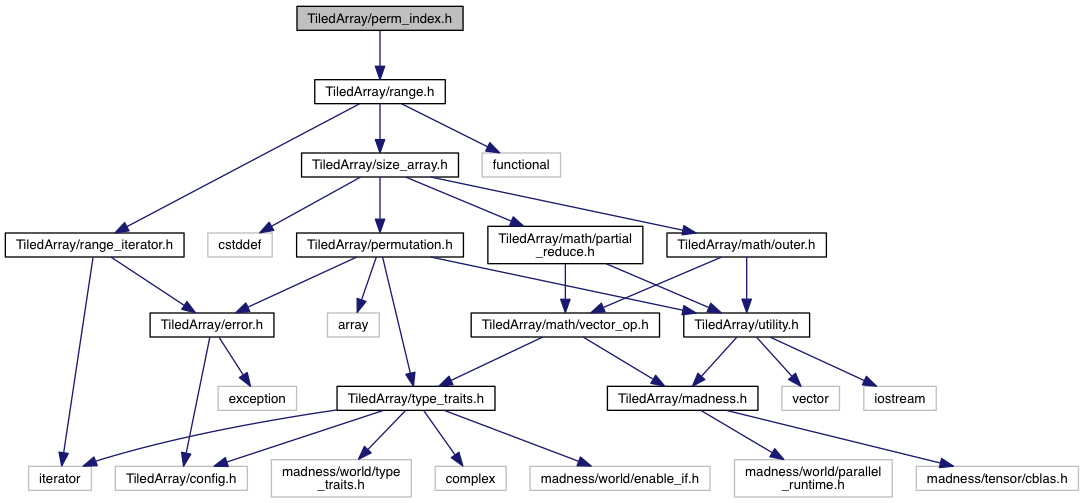 TiledArray/perm_index.h
TiledArray/range.h
TiledArray/size_array.h
functional
TiledArray/range_iterator.h
cstddef
TiledArray/permutation.h
TiledArray/math/partial
_reduce.h
TiledArray/math/outer.h
TiledArray/error.h
array
TiledArray/math/vector_op.h
TiledArray/utility.h
exception
TiledArray/type_traits.h
TiledArray/madness.h
vector
iostream
iterator
TiledArray/config.h
madness/world/type
_traits.h
complex
madness/world/enable_if.h
madness/world/parallel
_runtime.h
madness/tensor/cblas.h